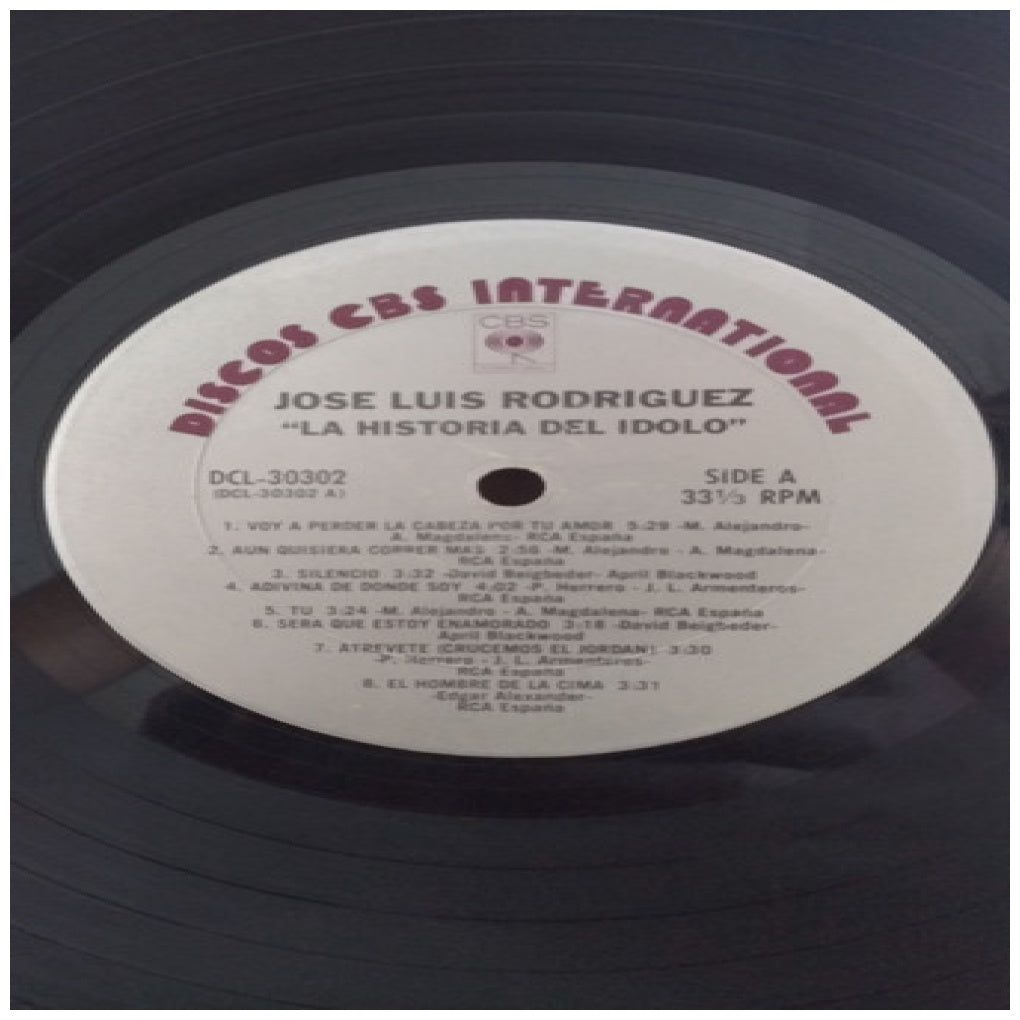 DISCOS CBS INTERNATIONAL
CBS
JOSE LUIS RODRIGUEZ
"LA HISTORIA DEL IDOLO"
DCL-30302 SIDE A
(DCL-30302 A) 33⅓ RPM
1. VOY A PERDER LA CABEZA POR TU AMOR 5:29 -M. Alejandro-
A. Magdalena- RCA España
2. AUN QUISIERA CORRER MAS 2:56 -M. Alejandro - A. Magdalena-
RCA España
3. SILENCIO 3:32 -David Beigbeder- April Blackwood
4. ADIVINA DE DONDE SOY 4:02 -P. Herrero - J. L. Armenteros-
RCA España
5. TU 3:24 -M. Alejandro - A. Magdalena- RCA España
6. SERA QUE ESTOY ENAMORADO 3:18 -David Beigbeder-
April Blackwood
7. ATREVETE (CRUCEMOS EL JORDAN) 3:30
-P. Herrero - J. L. Armenteros-
RCA España
8. EL HOMBRE DE LA CIMA 3:31
-Edgar Alexander-
RCA España